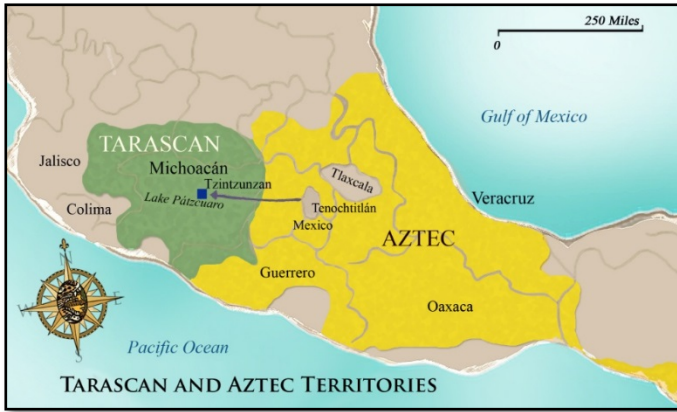 250 Miles
0
Gulf of Mexico
TARASCAN
Michoacán
Jalisco
Tzintzunzan
Tlaxcala
Lake Pátzcuaro
Veracruz
Colima
Tenochtitlán
Mexico
AZTEC
N
Guerrero
W
E
Oaxaca
S
Pacific Ocean
TARASCAN AND AZTEC TERRITORIES